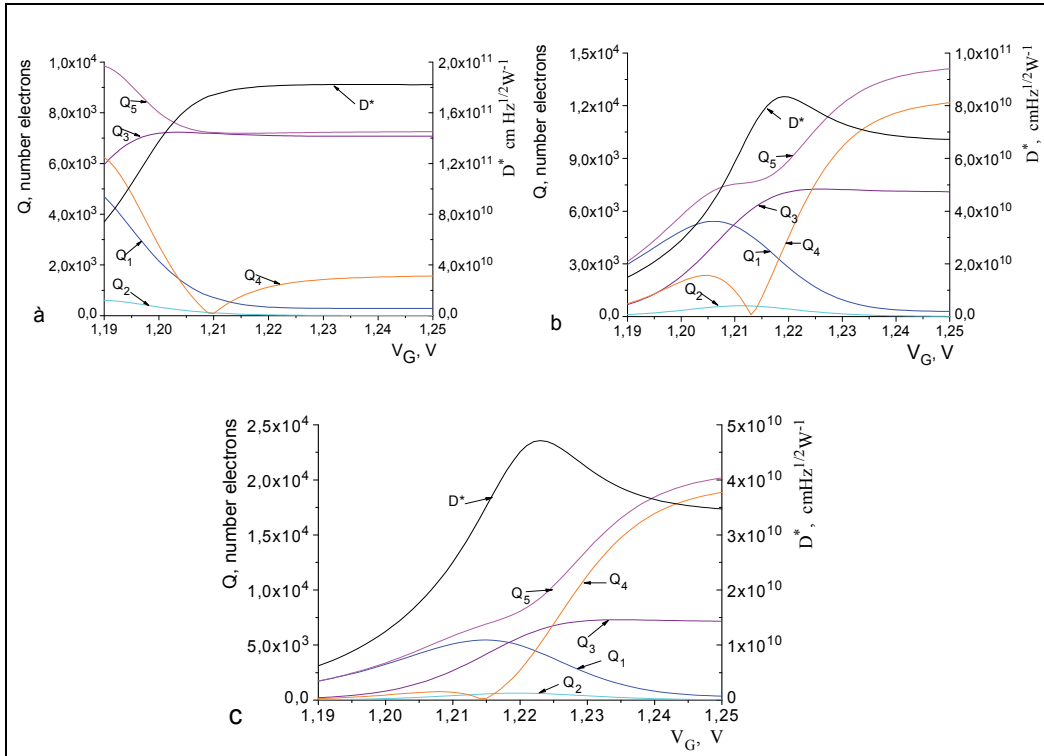 Q, number electrons
1,0x10⁴
8,0x10³
6,0x10³
4,0x10³
2,0x10³
0,0
2,0x10¹¹
1,6x10¹¹
1,2x10¹¹
8,0x10¹⁰
4,0x10¹⁰
0,0
D* cm Hz^1/2 W⁻¹
Q₅
D*
Q₃
Q₁
Q₂
Q₄
à
1,19 1,20 1,21 1,22 1,23 1,24 1,25
V_G, V
Q, number electrons
1,5x10⁴
1,2x10⁴
9,0x10³
6,0x10³
3,0x10³
0,0
1,0x10¹¹
8,0x10¹⁰
6,0x10¹⁰
4,0x10¹⁰
2,0x10¹⁰
0,0
D*, cmHz^1/2W⁻¹
D*
Q₅
Q₃
Q₄
Q₁
Q₂
b
1,19 1,20 1,21 1,22 1,23 1,24 1,25
V_G, V
Q, number electrons
2,5x10⁴
2,0x10⁴
1,5x10⁴
1,0x10⁴
5,0x10³
0,0
5x10¹⁰
4x10¹⁰
3x10¹⁰
2x10¹⁰
1x10¹⁰
0
D*, cmHz^1/2W⁻¹
D*
Q₅
Q₄
Q₃
Q₁
Q₂
c
1,19 1,20 1,21 1,22 1,23 1,24 1,25
V_G, V